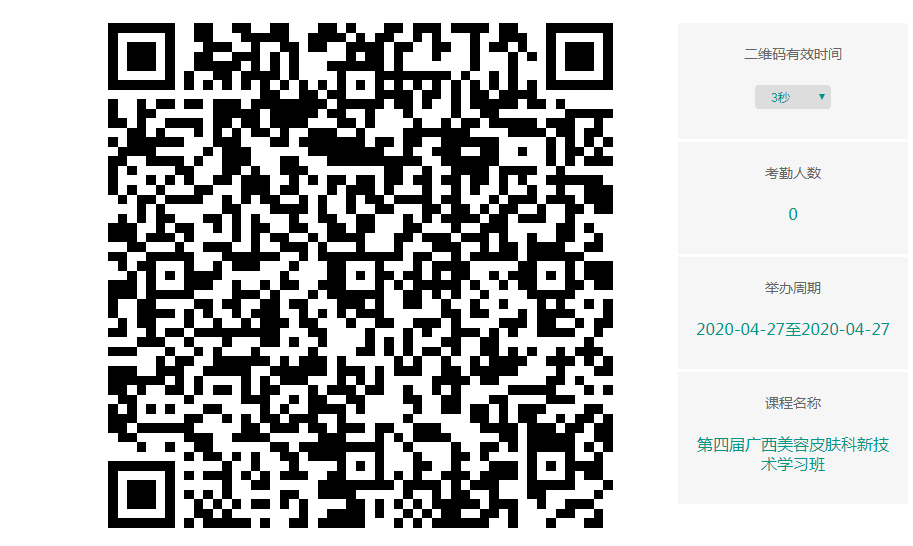 二维码有效时间
3秒
考勤人数
0
举办周期
2020-04-27至2020-04-27
课程名称
第四届广西美容皮肤科新技
术学习班